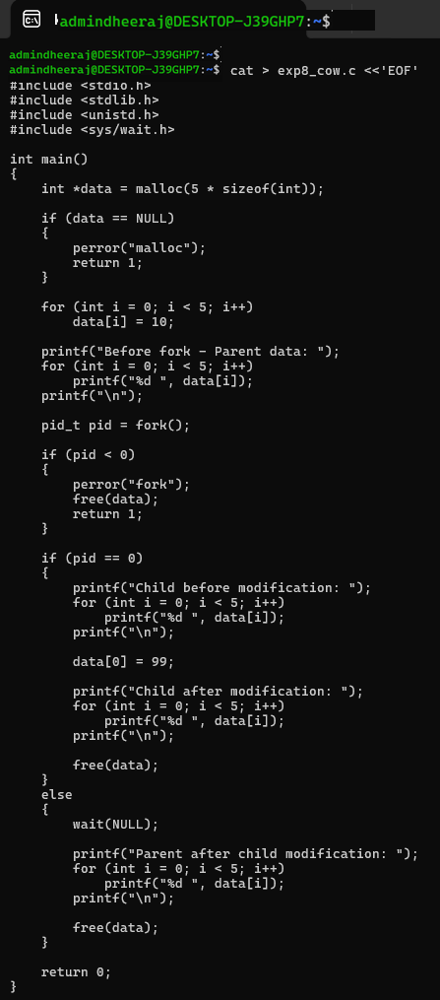 admindheeraj@DESKTOP-J39GHP7:~$
admindheeraj@DESKTOP-J39GHP7:~$
admindheeraj@DESKTOP-J39GHP7:~$ cat > exp8_cow.c <<'EOF'
#include <stdio.h>
#include <stdlib.h>
#include <unistd.h>
#include <sys/wait.h>

int main()
{
    int *data = malloc(5 * sizeof(int));

    if (data == NULL)
    {
        perror("malloc");
        return 1;
    }

    for (int i = 0; i < 5; i++)
        data[i] = 10;

    printf("Before fork - Parent data: ");
    for (int i = 0; i < 5; i++)
        printf("%d ", data[i]);
    printf("\n");

    pid_t pid = fork();

    if (pid < 0)
    {
        perror("fork");
        free(data);
        return 1;
    }

    if (pid == 0)
    {
        printf("Child before modification: ");
        for (int i = 0; i < 5; i++)
            printf("%d ", data[i]);
        printf("\n");

        data[0] = 99;

        printf("Child after modification: ");
        for (int i = 0; i < 5; i++)
            printf("%d ", data[i]);
        printf("\n");

        free(data);
    }
    else
    {
        wait(NULL);

        printf("Parent after child modification: ");
        for (int i = 0; i < 5; i++)
            printf("%d ", data[i]);
        printf("\n");

        free(data);
    }

    return 0;
}